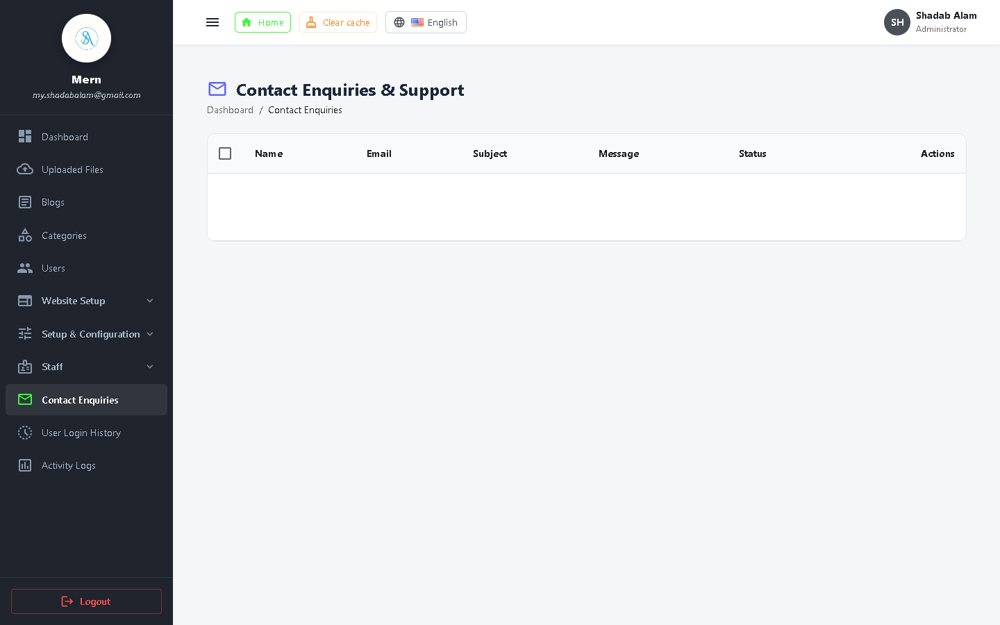 SA
Mern
my.shadabalam@gmail.com
Dashboard
Uploaded Files
Blogs
Categories
Users
Website Setup
Setup & Configuration
Staff
Contact Enquiries
User Login History
Activity Logs
Logout
Home
Clear cache
English
SH
Shadab Alam
Administrator
Contact Enquiries & Support
Dashboard / Contact Enquiries
Name Email Subject Message Status Actions